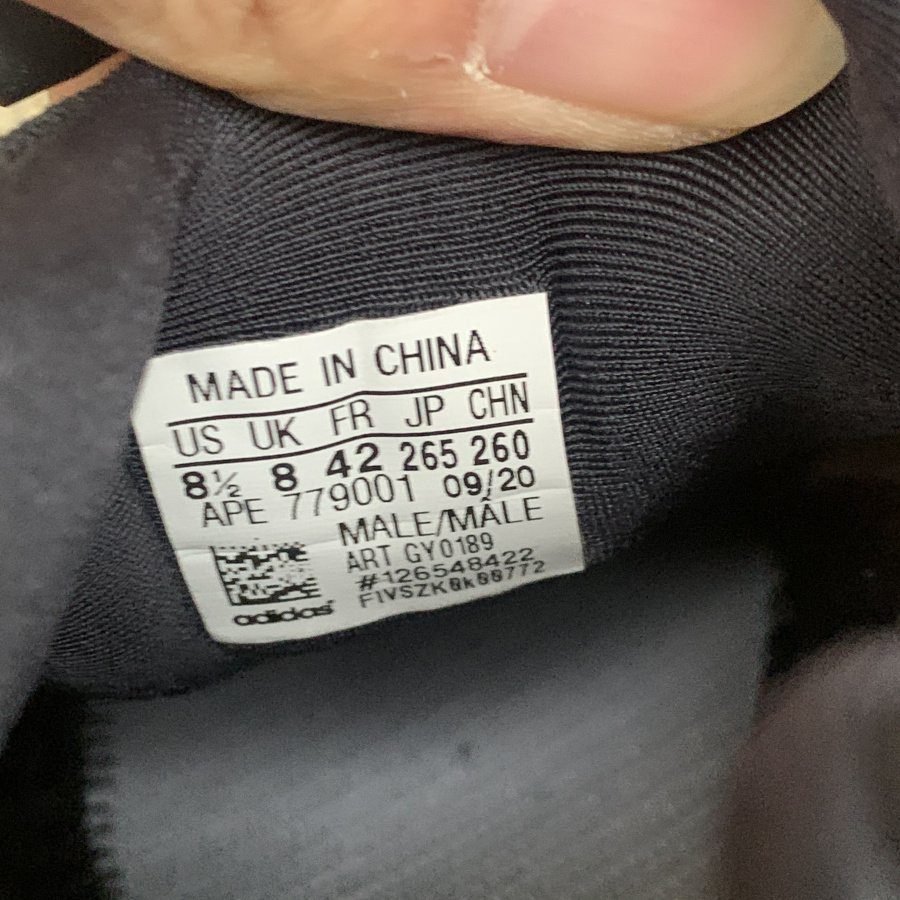 MADE IN CHINA
US UK FR JP CHN
8½ 8 42 265 260
APE 779001 09/20
MALE/MÂLE
ART GY0189
#126548422
FIVSZK0k00772
adidas